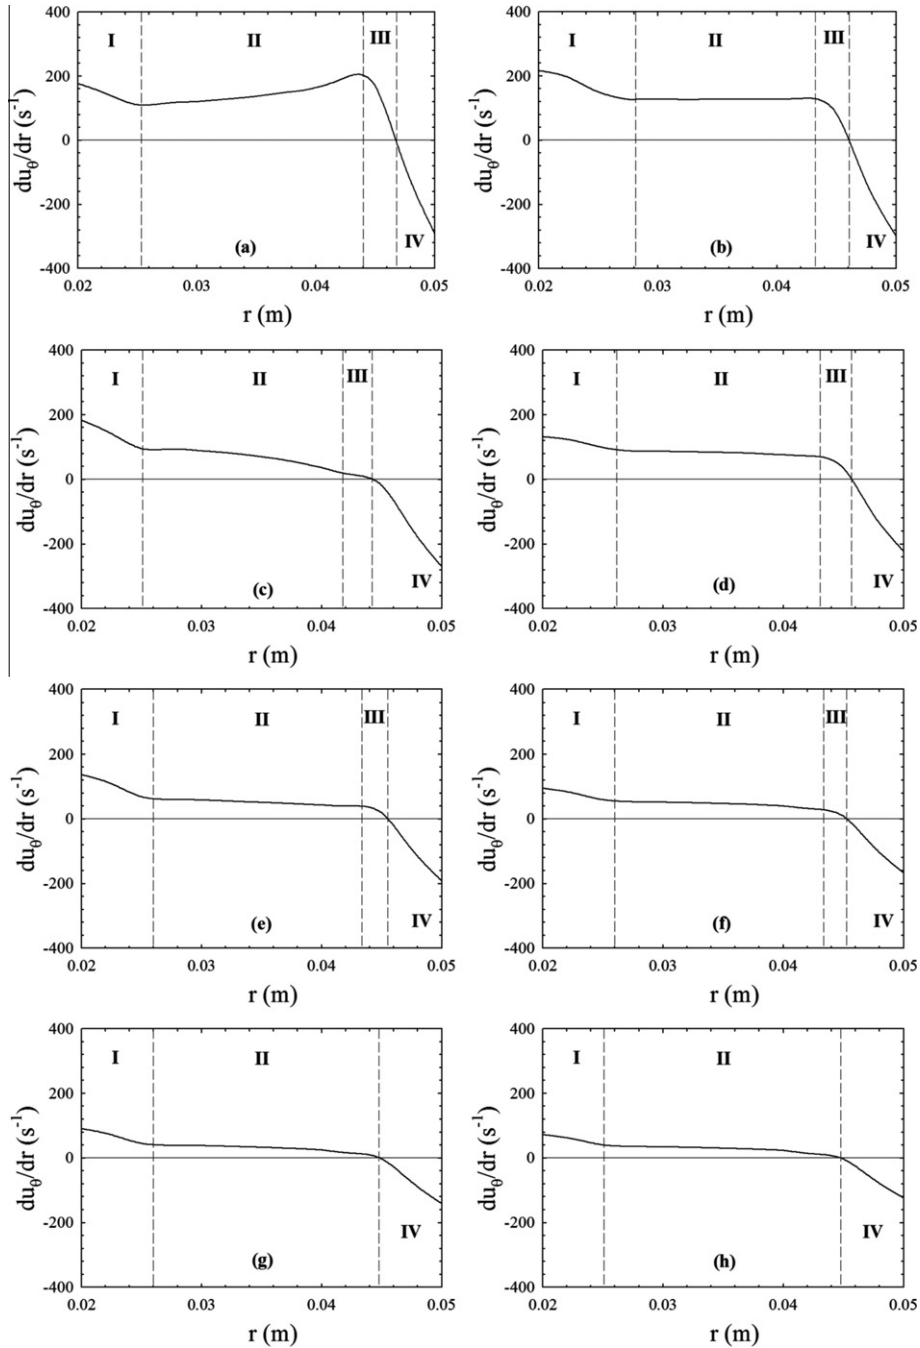 400
200
0
-200
-400
du_θ/dr (s^-1)
I
II
III
IV
(a)
0.02
0.03
0.04
0.05
r (m)
400
200
0
-200
-400
du_θ/dr (s^-1)
I
II
III
IV
(b)
0.02
0.03
0.04
0.05
r (m)
400
200
0
-200
-400
du_θ/dr (s^-1)
I
II
III
IV
(c)
0.02
0.03
0.04
0.05
r (m)
400
200
0
-200
-400
du_θ/dr (s^-1)
I
II
III
IV
(d)
0.02
0.03
0.04
0.05
r (m)
400
200
0
-200
-400
du_θ/dr (s^-1)
I
II
III
IV
(e)
0.02
0.03
0.04
0.05
r (m)
400
200
0
-200
-400
du_θ/dr (s^-1)
I
II
III
IV
(f)
0.02
0.03
0.04
0.05
r (m)
400
200
0
-200
-400
du_θ/dr (s^-1)
I
II
IV
(g)
0.02
0.03
0.04
0.05
r (m)
400
200
0
-200
-400
du_θ/dr (s^-1)
I
II
IV
(h)
0.02
0.03
0.04
0.05
r (m)